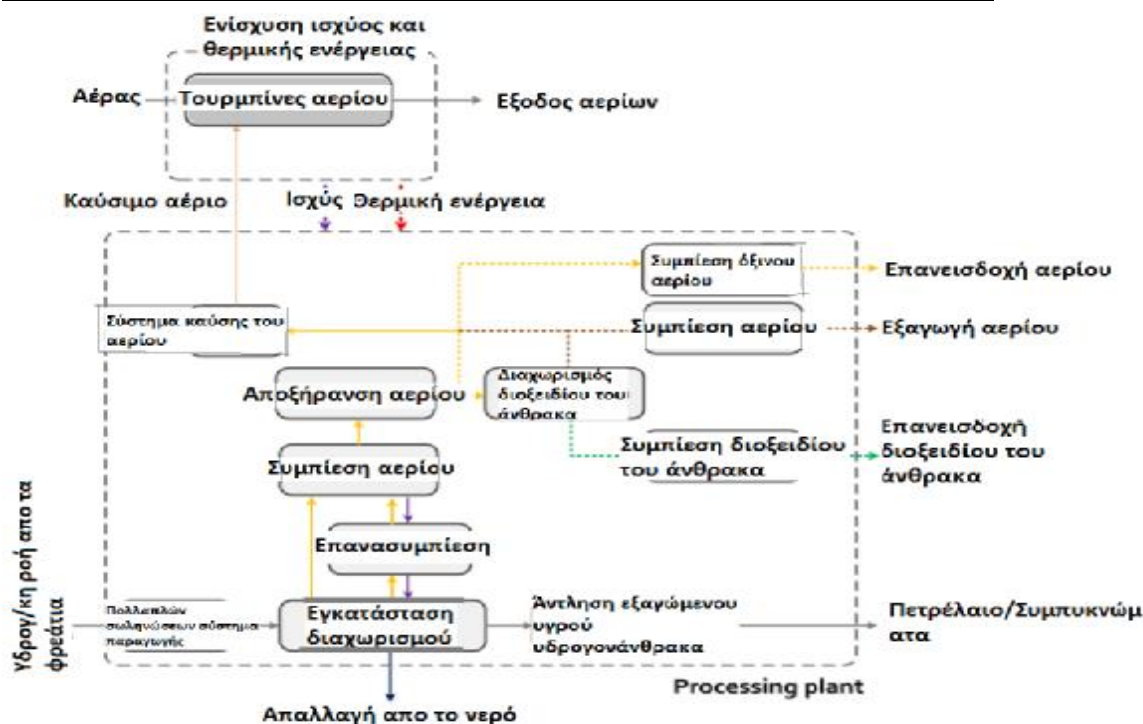 Ενίσχυση ισχύος και
θερμικής ενέργειας
Αέρας
Τουρμπίνες αερίου
Εξοδος αερίων
Καύσιμο αέριο
Ισχύς
Θερμική ενέργεια
Συμπίεση όξινου
αερίου
Επανεισδοχή αερίου
Σύστημα καύσης του
αερίου
Συμπίεση αερίου
Εξαγωγή αερίου
Αποξήρανση αερίου
Διαχωρισμός
διοξειδίου του
άνθρακα
Συμπίεση αερίου
Συμπίεση διοξειδίου
του άνθρακα
Επανεισδοχή
διοξειδίου του
άνθρακα
Επανασυμπίεση
Υδρογ/κη ροή απο τα
φρεάτια
Πολλαπλών
σωληνώσεων σύστημα
παραγωγής
Εγκατάσταση
διαχωρισμού
Άντληση εξαγώμενου
υγρού
υδρογονάνθρακα
Πετρέλαιο/Συμπυκνώμ
ατα
Processing plant
Απαλλαγή απο το νερό